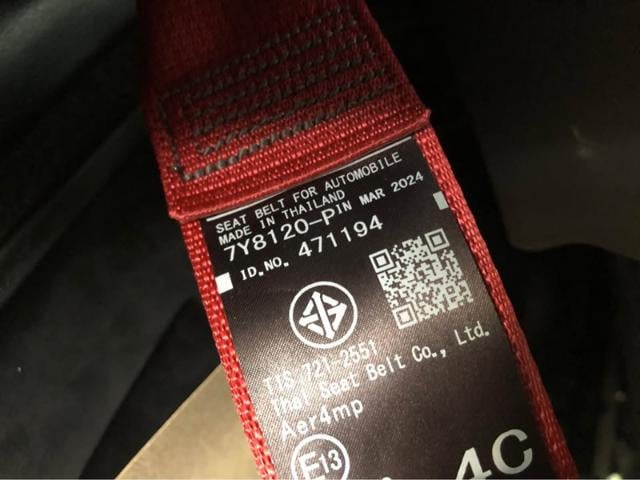 SEAT BELT FOR AUTOMOBILE
MADE IN THAILAND
7Y8120-PIN MAR 2024
ID.NO. 471194
TIS 721-2551
Thai Seat Belt Co., Ltd.
Aer4mp
E13
4C